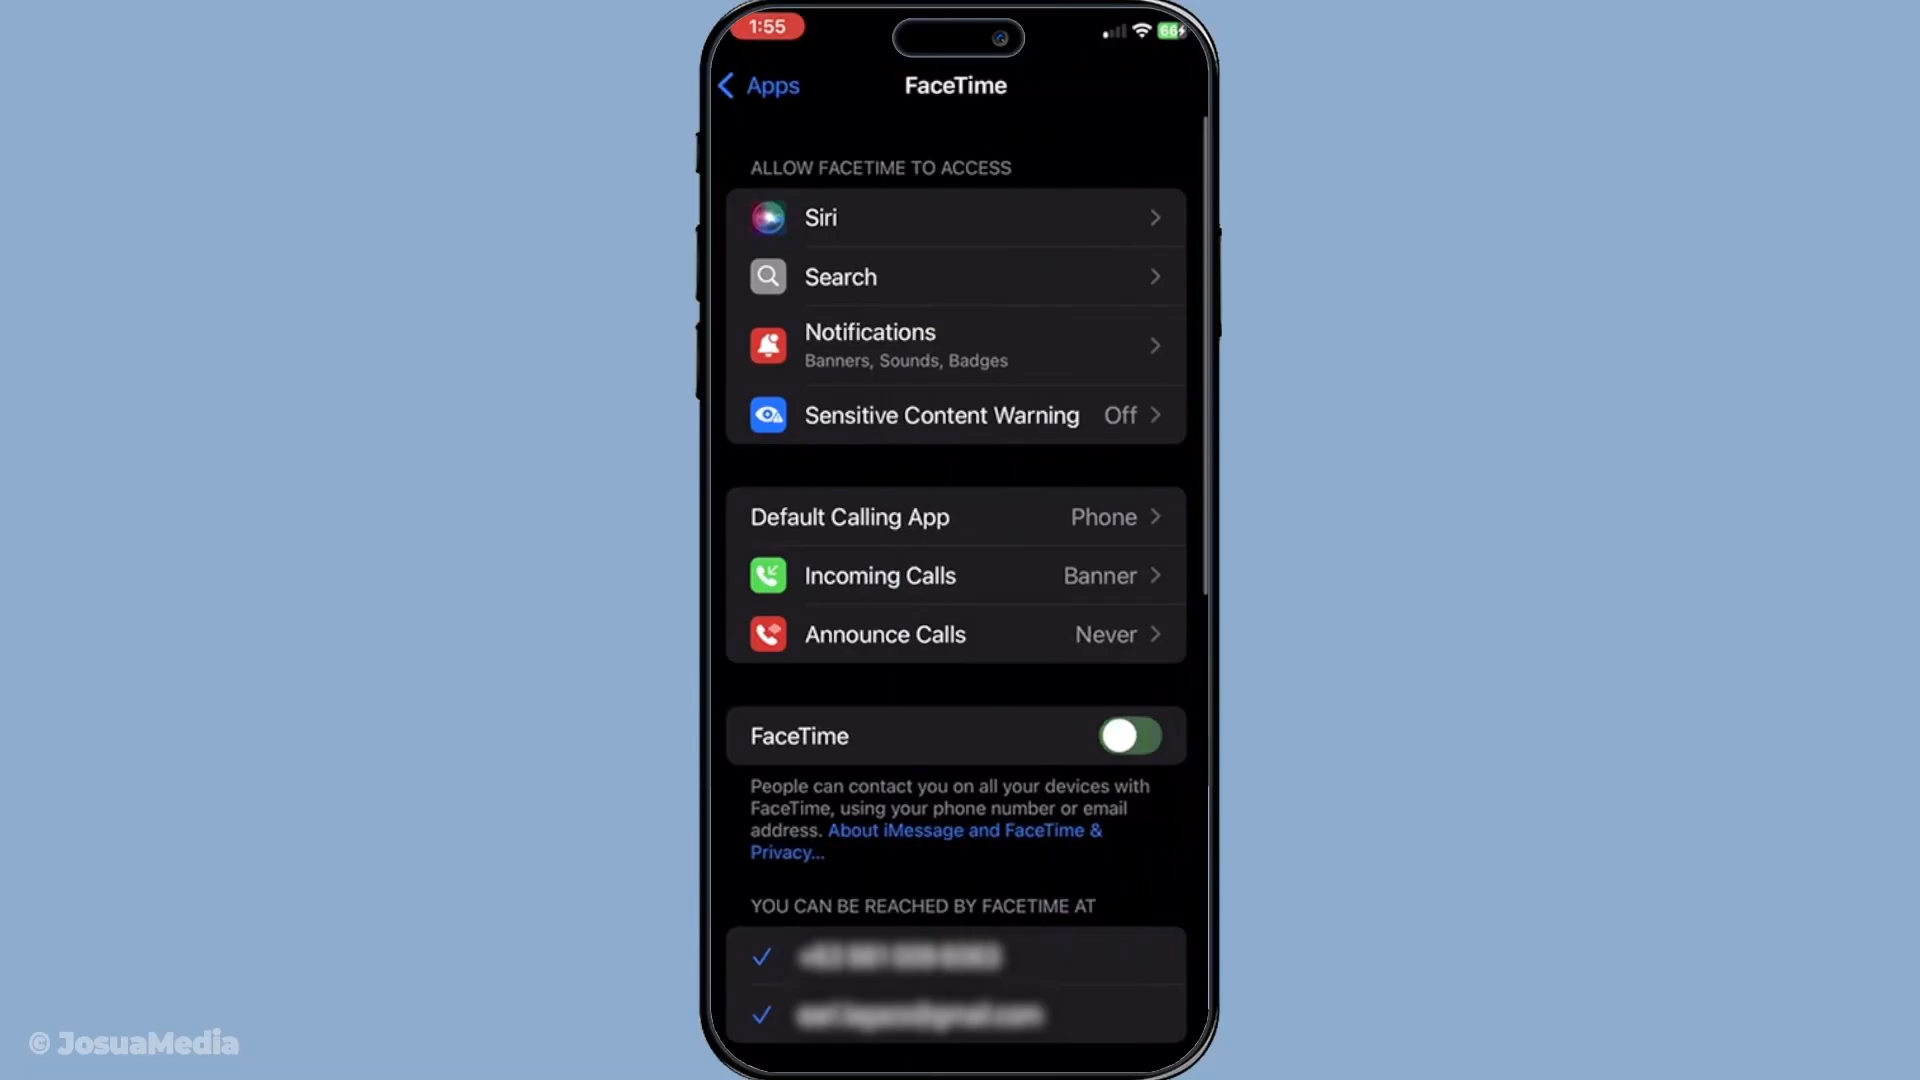 1:55
66
Apps
FaceTime
ALLOW FACETIME TO ACCESS
Siri
Search
Notifications
Banners, Sounds, Badges
Sensitive Content Warning Off
Default Calling App Phone
Incoming Calls Banner
Announce Calls Never
FaceTime
People can contact you on all your devices with
FaceTime, using your phone number or email
address. About iMessage and FaceTime &
Privacy...
YOU CAN BE REACHED BY FACETIME AT
© JosuaMedia